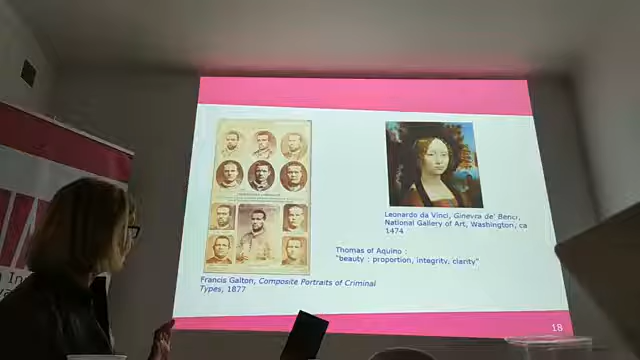 Leonardo da Vinci, Ginevra de' Benci,
National Gallery of Art, Washington, ca
1474
Thomas of Aquino :
"beauty : proportion, integrity, clarity"
Francis Galton, Composite Portraits of Criminal
Types, 1877
18